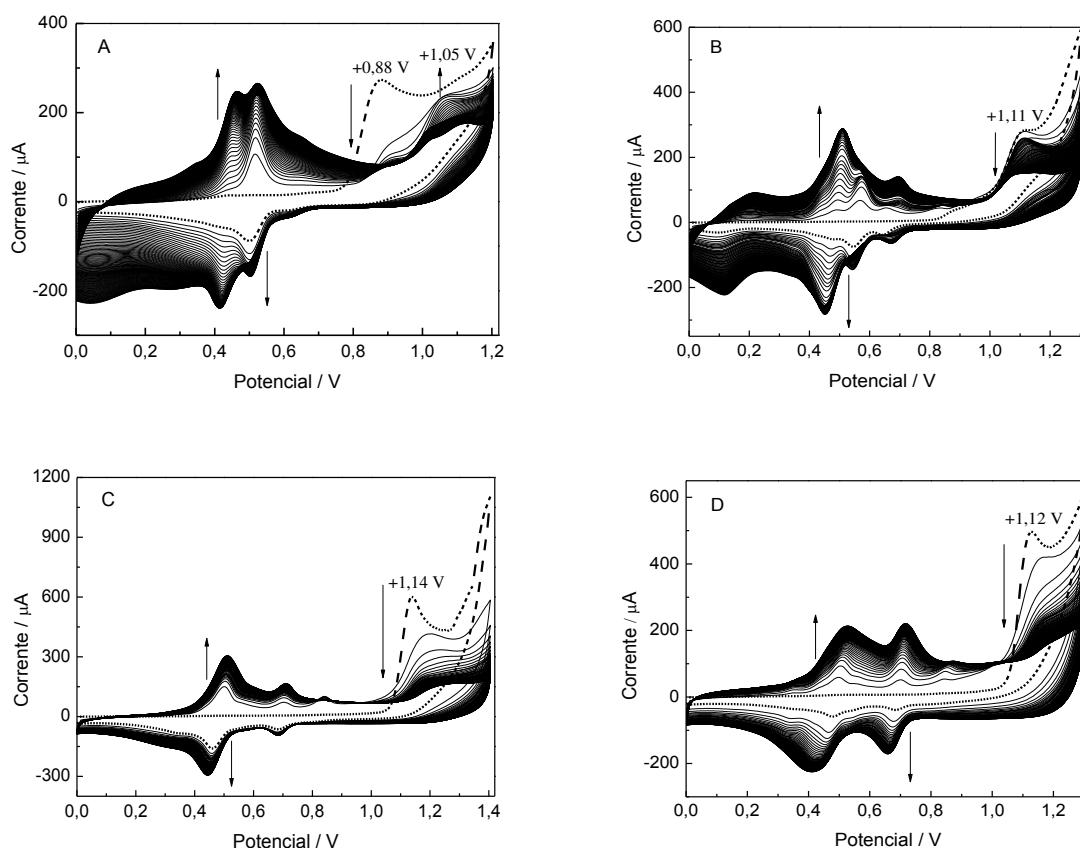 A
+0,88 V
+1,05 V
400
200
0
-200
Corrente / μA
0,0 0,2 0,4 0,6 0,8 1,0 1,2
Potencial / V
B
+1,11 V
600
400
200
0
-200
Corrente / μA
0,0 0,2 0,4 0,6 0,8 1,0 1,2
Potencial / V
C
+1,14 V
1200
900
600
300
0
-300
Corrente / μA
0,0 0,2 0,4 0,6 0,8 1,0 1,2 1,4
Potencial / V
D
+1,12 V
600
400
200
0
-200
Corrente / μA
0,0 0,2 0,4 0,6 0,8 1,0 1,2
Potencial / V